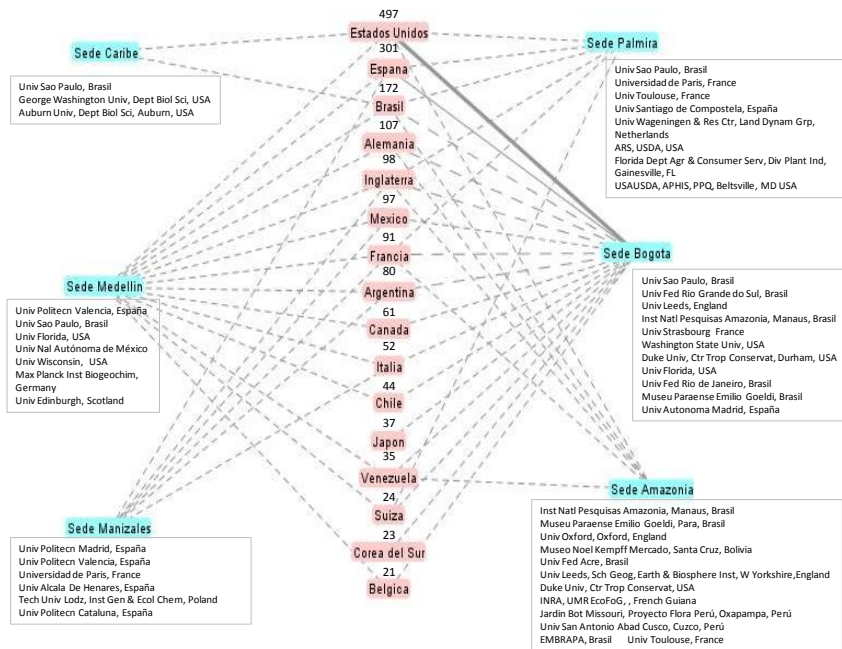 497
Estados Unidos
301
Espana
172
Brasil
107
Alemania
98
Inglaterra
97
Mexico
91
Francia
80
Argentina
61
Canada
52
Italia
44
Chile
37
Japon
35
Venezuela
24
Suiza
23
Corea del Sur
21
Belgica
Sede Caribe
Univ Sao Paulo, Brasil
George Washington Univ, Dept Biol Sci, USA
Auburn Univ, Dept Biol Sci, Auburn, USA
Sede Medellin
Univ Politecn Valencia, España
Univ Sao Paulo, Brasil
Univ Florida, USA
Univ Nal Autónoma de México
Univ Wisconsin, USA
Max Planck Inst Biogeochim,
Germany
Univ Edinburgh, Scotland
Sede Manizales
Univ Politecn Madrid, España
Univ Politecn Valencia, España
Universidad de Paris, France
Univ Alcala De Henares, España
Tech Univ Lodz, Inst Gen & Ecol Chem, Poland
Univ Politecn Cataluna, España
Sede Palmira
Univ Sao Paulo, Brasil
Universidad de Paris, France
Univ Toulouse, France
Univ Santiago de Compostela, España
Univ Wageningen & Res Ctr, Land Dynam Grp,
Netherlands
ARS, USDA, USA
Florida Dept Agr & Consumer Serv, Div Plant Ind,
Gainesville, FL
USAUSDA, APHIS, PPQ, Beltsville, MD USA
Sede Bogota
Univ Sao Paulo, Brasil
Univ Fed Rio Grande do Sul, Brasil
Univ Leeds, England
Inst Natl Pesquisas Amazonia, Manaus, Brasil
Univ Strasbourg France
Washington State Univ, USA
Duke Univ, Ctr Trop Conservat, Durham, USA
Univ Florida, USA
Univ Fed Rio de Janeiro, Brasil
Museu Paraense Emilio Goeldi, Brasil
Univ Autonoma Madrid, España
Sede Amazonia
Inst Natl Pesquisas Amazonia, Manaus, Brasil
Museu Paraense Emilio Goeldi, Para, Brasil
Univ Oxford, Oxford, England
Museo Noel Kempff Mercado, Santa Cruz, Bolivia
Univ Fed Acre, Brasil
Univ Leeds, Sch Geog, Earth & Biosphere Inst, W Yorkshire,England
Duke Univ, Ctr Trop Conservat, USA
INRA, UMR EcoFoG, , French Guiana
Jardin Bot Missouri, Proyecto Flora Perú, Oxapampa, Perú
Univ San Antonio Abad Cusco, Cuzco, Perú
EMBRAPA, Brasil Univ Toulouse, France